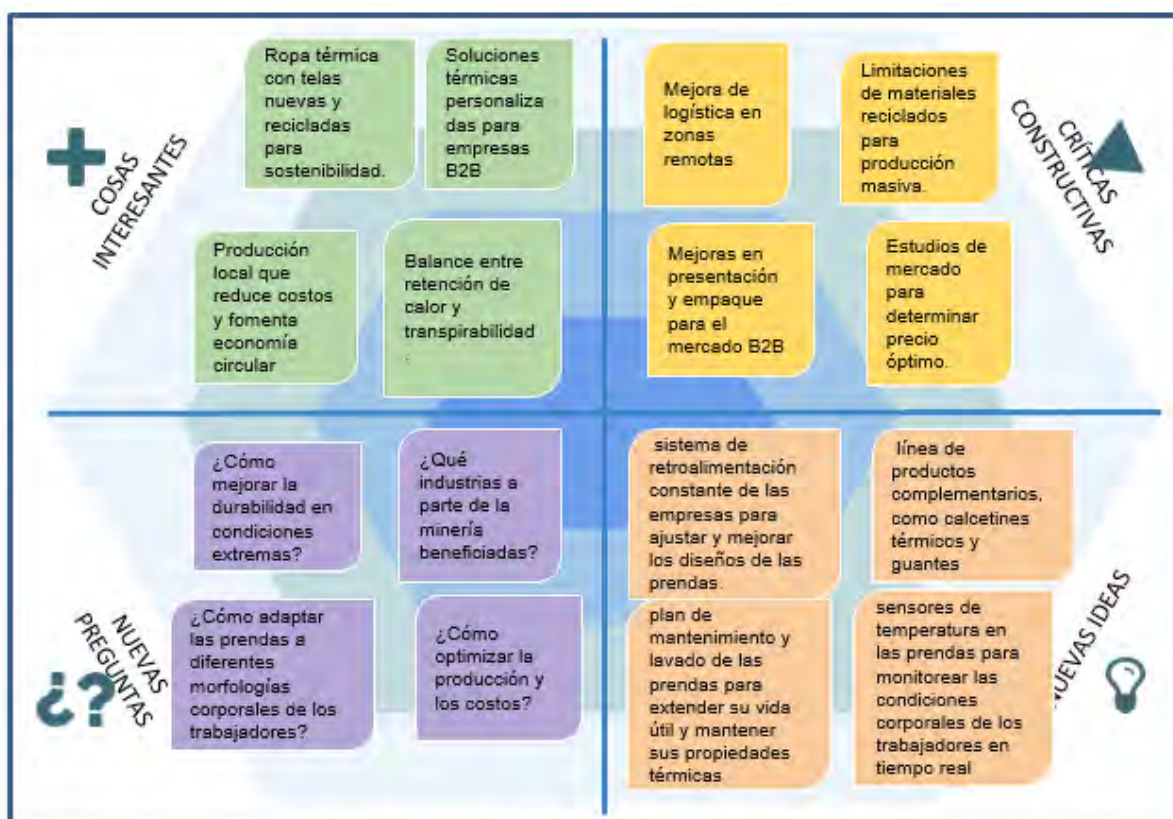 COSAS
INTERESANTES
Ropa térmica
con telas
nuevas y
recicladas
para
sostenibilidad.
Soluciones
térmicas
personaliza
das para
empresas
B2B
Producción
local que
reduce costos
y fomenta
economía
circular
Balance entre
retención de
calor y
transpirabilidad
.
CRÍTICAS
CONSTRUCTIVAS
Mejora de
logística en
zonas
remotas
Limitaciones
de materiales
reciclados
para
producción
masiva.
Mejoras en
presentación
y empaque
para el
mercado B2B
Estudios de
mercado
para
determinar
precio
óptimo.
NUEVAS
PREGUNTAS
¿?
¿Cómo
mejorar la
durabilidad en
condiciones
extremas?
¿Qué
industrias a
parte de la
minería
beneficiadas?
¿Cómo adaptar
las prendas a
diferentes
morfologías
corporales de los
trabajadores?
¿Cómo
optimizar la
producción y
los costos?
NUEVAS IDEAS
sistema de
retroalimentación
constante de las
empresas para
ajustar y mejorar
los diseños de las
prendas.
línea de
productos
complementarios,
como calcetines
térmicos y
guantes
plan de
mantenimiento y
lavado de las
prendas para
extender su vida
útil y mantener
sus propiedades
térmicas
sensores de
temperatura en
las prendas para
monitorear las
condiciones
corporales de los
trabajadores en
tiempo real